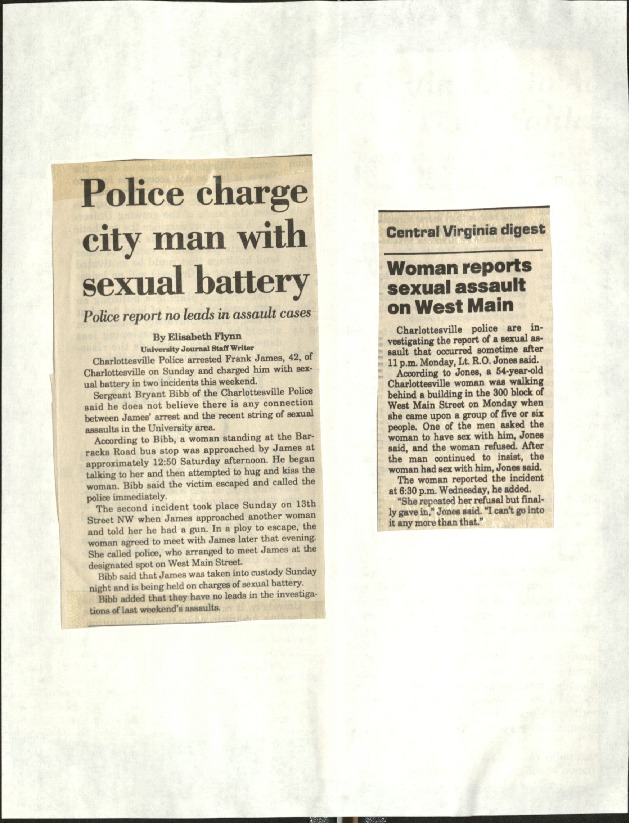 Police charge
city man with
sexual battery
Police report no leads in assault cases
By Elisabeth Flynn
University Journal Staff Writer
Charlottesville Police arrested Frank James, 42, of
Charlottesville on Sunday and charged him with sex-
ual battery in two incidents this weekend.
Sergeant Bryant Bibb of the Charlottesville Police
said he does not believe there is any connection
between James' arrest and the recent string of sexual
assaults in the University area.
According to Bibb, a woman standing at the Bar-
racks Road bus stop was approached by James at
approximately 12:50 Saturday afternoon. He began
talking to her and then attempted to hug and kiss the
woman. Bibb said the victim escaped and called the
police immediately.
The second incident took place Sunday on 13th
Street NW when James approached another woman
and told her he had a gun. In a ploy to escape, the
woman agreed to meet with James later that evening.
She called police, who arranged to meet James at the
designated spot on West Main Street.
Bibb said that James was taken into custody Sunday
night and is being held on charges of sexual battery.
Bibb added that they have no leads in the investiga-
tions of last weekend's assaults.
Central Virginia digest
Woman reports
sexual assault
on West Main
Charlottesville police are in-
vestigating the report of a sexual as-
sault that occurred sometime after
11 p.m. Monday, Lt. R.O. Jones said.
According to Jones, a 54-year-old
Charlottesville woman was walking
behind a building in the 300 block of
West Main Street on Monday when
she came upon a group of five or six
people. One of the men asked the
woman to have sex with him, Jones
said, and the woman refused. After
the man continued to insist, the
woman had sex with him, Jones said.
The woman reported the incident
at 6:30 p.m. Wednesday, he added.
"She repeated her refusal but final-
ly gave in," Jones said. "I can't go into
it any more than that."